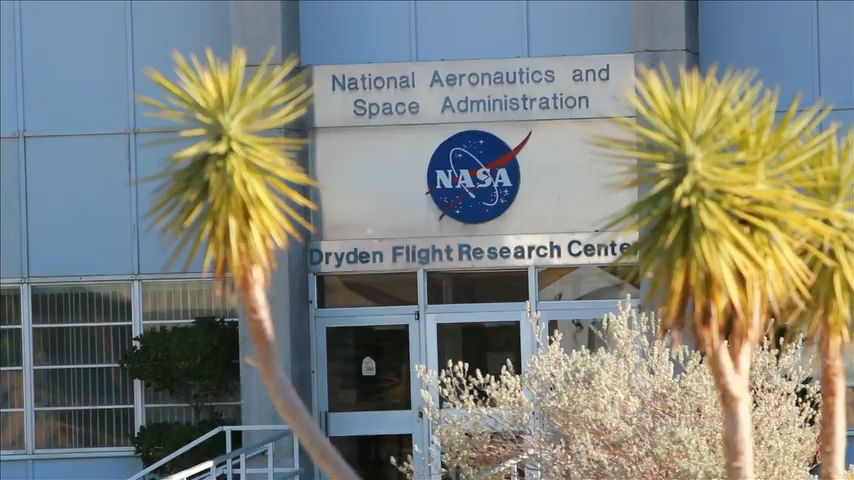 National Aeronautics and
Space Administration
NASA
Dryden Flight Research Center